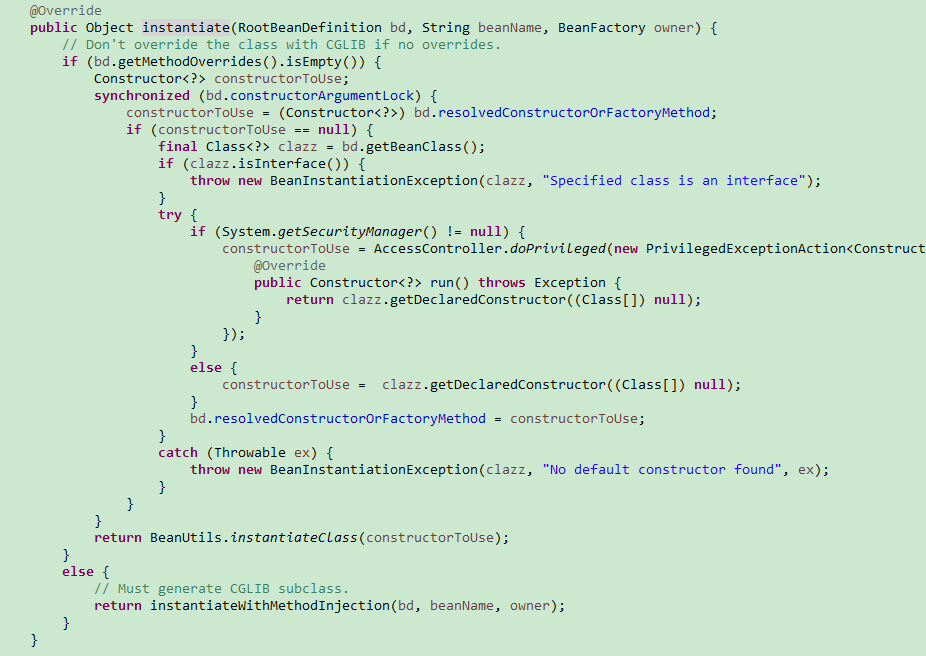 @Override
public Object instantiate(RootBeanDefinition bd, String beanName, BeanFactory owner) {
    // Don't override the class with CGLIB if no overrides.
    if (bd.getMethodOverrides().isEmpty()) {
        Constructor<?> constructorToUse;
        synchronized (bd.constructorArgumentLock) {
            constructorToUse = (Constructor<?>) bd.resolvedConstructorOrFactoryMethod;
            if (constructorToUse == null) {
                final Class<?> clazz = bd.getBeanClass();
                if (clazz.isInterface()) {
                    throw new BeanInstantiationException(clazz, "Specified class is an interface");
                }
                try {
                    if (System.getSecurityManager() != null) {
                        constructorToUse = AccessController.doPrivileged(new PrivilegedExceptionAction<Construct
                            @Override
                            public Constructor<?> run() throws Exception {
                                return clazz.getDeclaredConstructor((Class[]) null);
                            }
                        });
                    }
                    else {
                        constructorToUse =  clazz.getDeclaredConstructor((Class[]) null);
                    }
                    bd.resolvedConstructorOrFactoryMethod = constructorToUse;
                }
                catch (Throwable ex) {
                    throw new BeanInstantiationException(clazz, "No default constructor found", ex);
                }
            }
        }
        return BeanUtils.instantiateClass(constructorToUse);
    }
    else {
        // Must generate CGLIB subclass.
        return instantiateWithMethodInjection(bd, beanName, owner);
    }
}